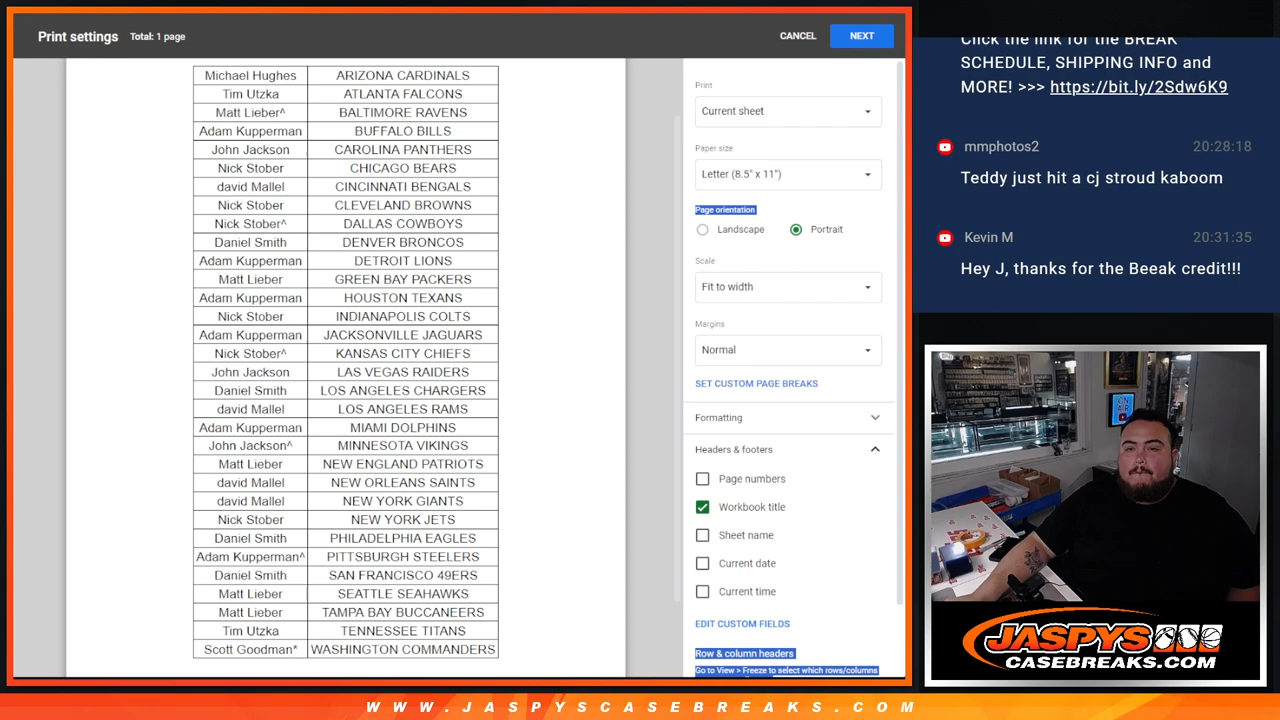 Print settings Total: 1 page
CANCEL NEXT
Michael Hughes ARIZONA CARDINALS
Tim Utzka ATLANTA FALCONS
Matt Lieber^ BALTIMORE RAVENS
Adam Kupperman BUFFALO BILLS
John Jackson CAROLINA PANTHERS
Nick Stober CHICAGO BEARS
david Mallel CINCINNATI BENGALS
Nick Stober CLEVELAND BROWNS
Nick Stober^ DALLAS COWBOYS
Daniel Smith DENVER BRONCOS
Adam Kupperman DETROIT LIONS
Matt Lieber GREEN BAY PACKERS
Adam Kupperman HOUSTON TEXANS
Nick Stober INDIANAPOLIS COLTS
Adam Kupperman JACKSONVILLE JAGUARS
Nick Stober^ KANSAS CITY CHIEFS
John Jackson LAS VEGAS RAIDERS
Daniel Smith LOS ANGELES CHARGERS
david Mallel LOS ANGELES RAMS
Adam Kupperman MIAMI DOLPHINS
John Jackson^ MINNESOTA VIKINGS
Matt Lieber NEW ENGLAND PATRIOTS
david Mallel NEW ORLEANS SAINTS
david Mallel NEW YORK GIANTS
Nick Stober NEW YORK JETS
Daniel Smith PHILADELPHIA EAGLES
Adam Kupperman^ PITTSBURGH STEELERS
Daniel Smith SAN FRANCISCO 49ERS
Matt Lieber SEATTLE SEAHAWKS
Matt Lieber TAMPA BAY BUCCANEERS
Tim Utzka TENNESSEE TITANS
Scott Goodman* WASHINGTON COMMANDERS
Print
Current sheet
Paper size
Letter (8.5" x 11")
Page orientation
Landscape Portrait
Scale
Fit to width
Margins
Normal
SET CUSTOM PAGE BREAKS
Formatting
Headers & footers
Page numbers
Workbook title
Sheet name
Current date
Current time
EDIT CUSTOM FIELDS
Row & column headers
Go to View > Freeze to select which rows/columns
Click the link for the BREAK
SCHEDULE, SHIPPING INFO and
MORE! >>> https://bit.ly/2Sdw6K9
mmphotos2 20:28:18
Teddy just hit a cj stroud kaboom
Kevin M 20:31:35
Hey J, thanks for the Beeak credit!!!
ON AIR
JASPYS
CASEBREAKS.COM
WWW.JASPYSCASEBREAKS.COM